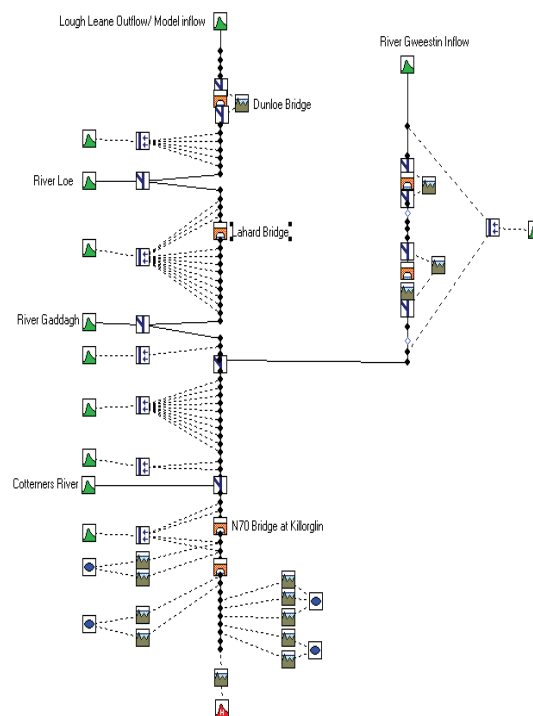 Lough Leane Outflow/ Model inflow
River Gweestin Inflow
Dunloe Bridge
River Loe
Lahard Bridge
River Gaddagh
Cotterners River
N70 Bridge at Killorglin